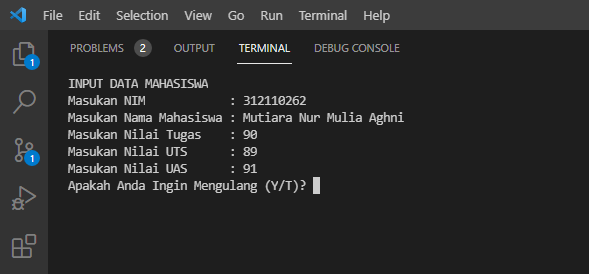 File Edit Selection View Go Run Terminal Help
PROBLEMS 2 OUTPUT TERMINAL DEBUG CONSOLE
1
INPUT DATA MAHASISWA
Masukan NIM : 312110262
Masukan Nama Mahasiswa : Mutiara Nur Mulia Aghni
Masukan Nilai Tugas : 90
1
Masukan Nilai UTS : 89
Masukan Nilai UAS : 91
Apakah Anda Ingin Mengulang (Y/T)?